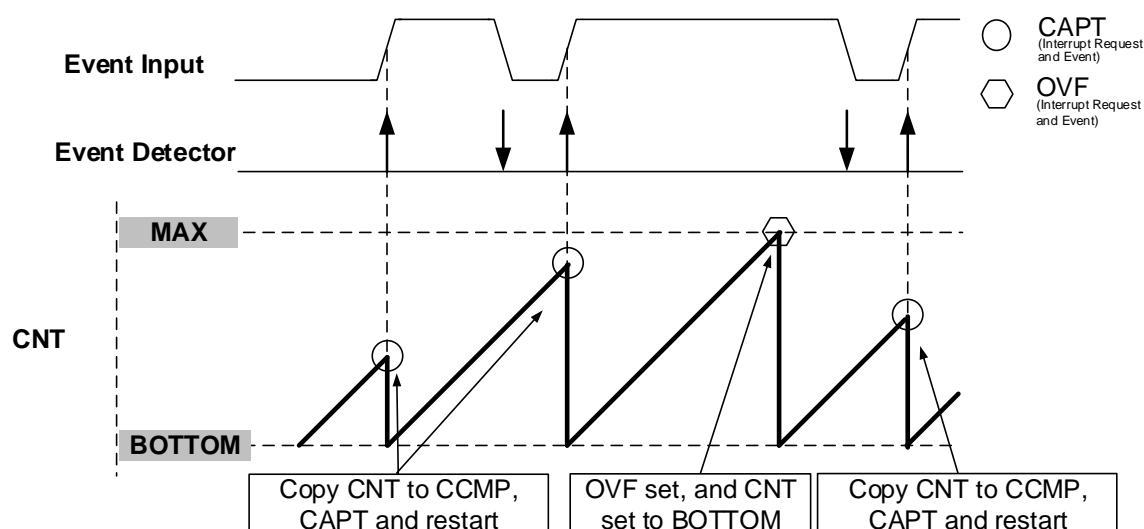 CAPT
(Interrupt Request
and Event)
Event Input
OVF
(Interrupt Request
and Event)
Event Detector
MAX
CNT
BOTTOM
Copy CNT to CCMP,
CAPT and restart
OVF set, and CNT
set to BOTTOM
Copy CNT to CCMP,
CAPT and restart